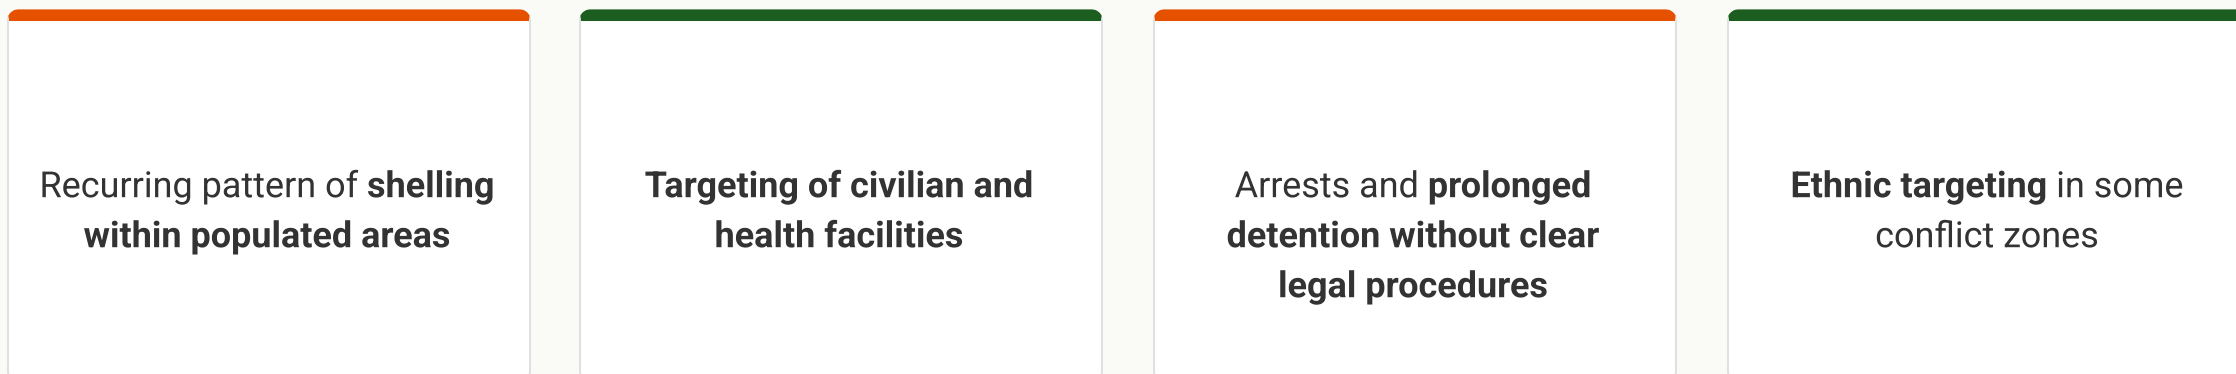 Recurring pattern of shelling
within populated areas
Targeting of civilian and
health facilities
Arrests and prolonged
detention without clear
legal procedures
Ethnic targeting in some
conflict zones